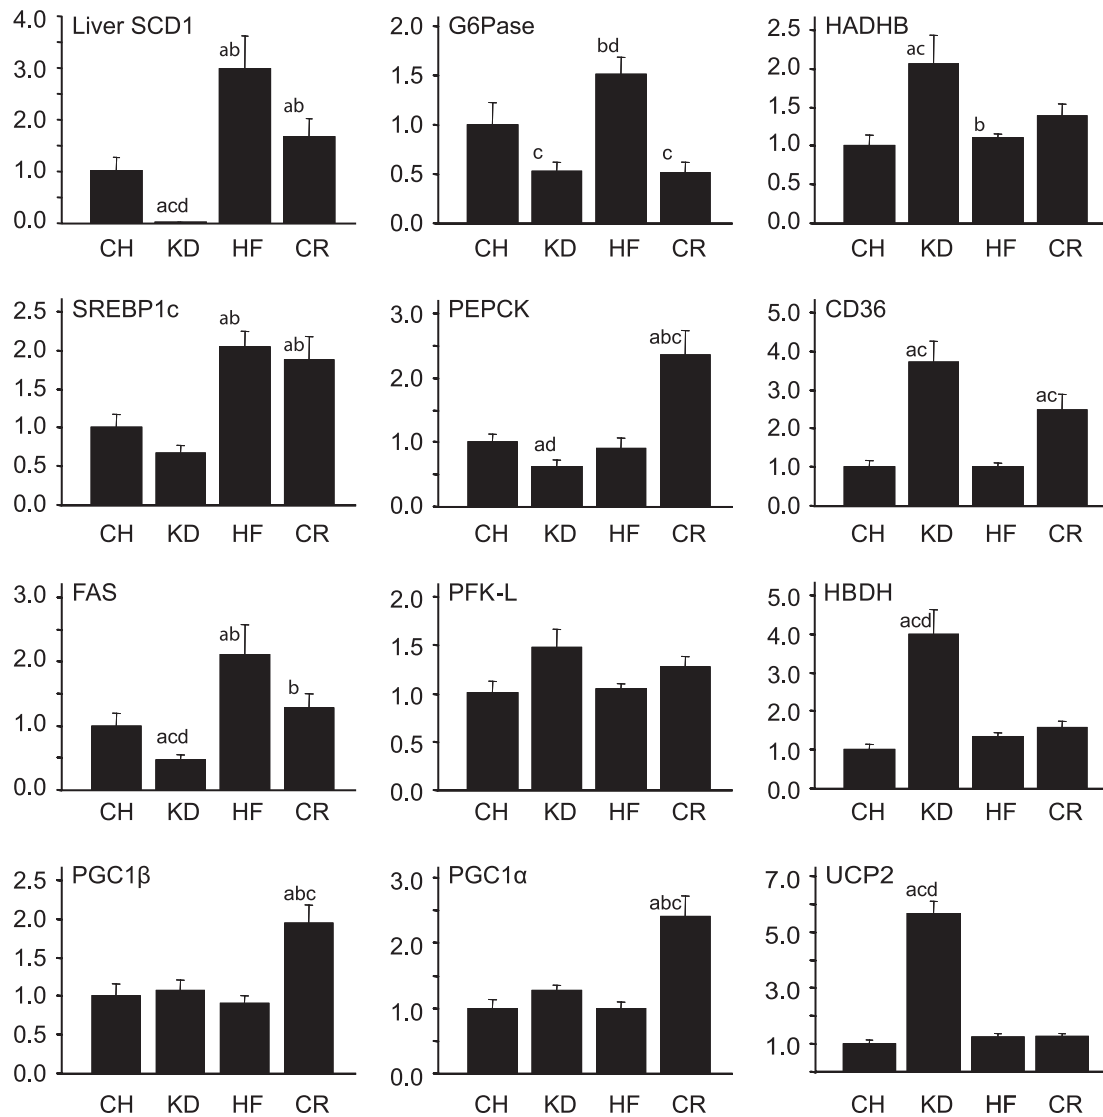 Liver SCD1
4.0
3.0
2.0
1.0
0.0
acd
ab
ab
CH KD HF CR
G6Pase
2.0
1.5
1.0
0.5
0.0
c
bd
c
CH KD HF CR
HADHB
2.5
2.0
1.5
1.0
0.5
0.0
ac
b
CH KD HF CR
SREBP1c
2.5
2.0
1.5
1.0
0.5
0.0
ab
ab
CH KD HF CR
PEPCK
3.0
2.0
1.0
0.0
ad
abc
CH KD HF CR
CD36
5.0
4.0
3.0
2.0
1.0
0.0
ac
ac
CH KD HF CR
FAS
3.0
2.0
1.0
0.0
acd
ab
b
CH KD HF CR
PFK-L
2.0
1.5
1.0
0.5
0.0
CH KD HF CR
HBDH
5.0
4.0
3.0
2.0
1.0
0.0
acd
CH KD HF CR
PGC1β
2.5
2.0
1.5
1.0
0.5
0.0
abc
CH KD HF CR
PGC1α
3.0
2.0
1.0
0.0
abc
CH KD HF CR
UCP2
7.0
5.0
3.0
1.0
acd
CH KD HF CR